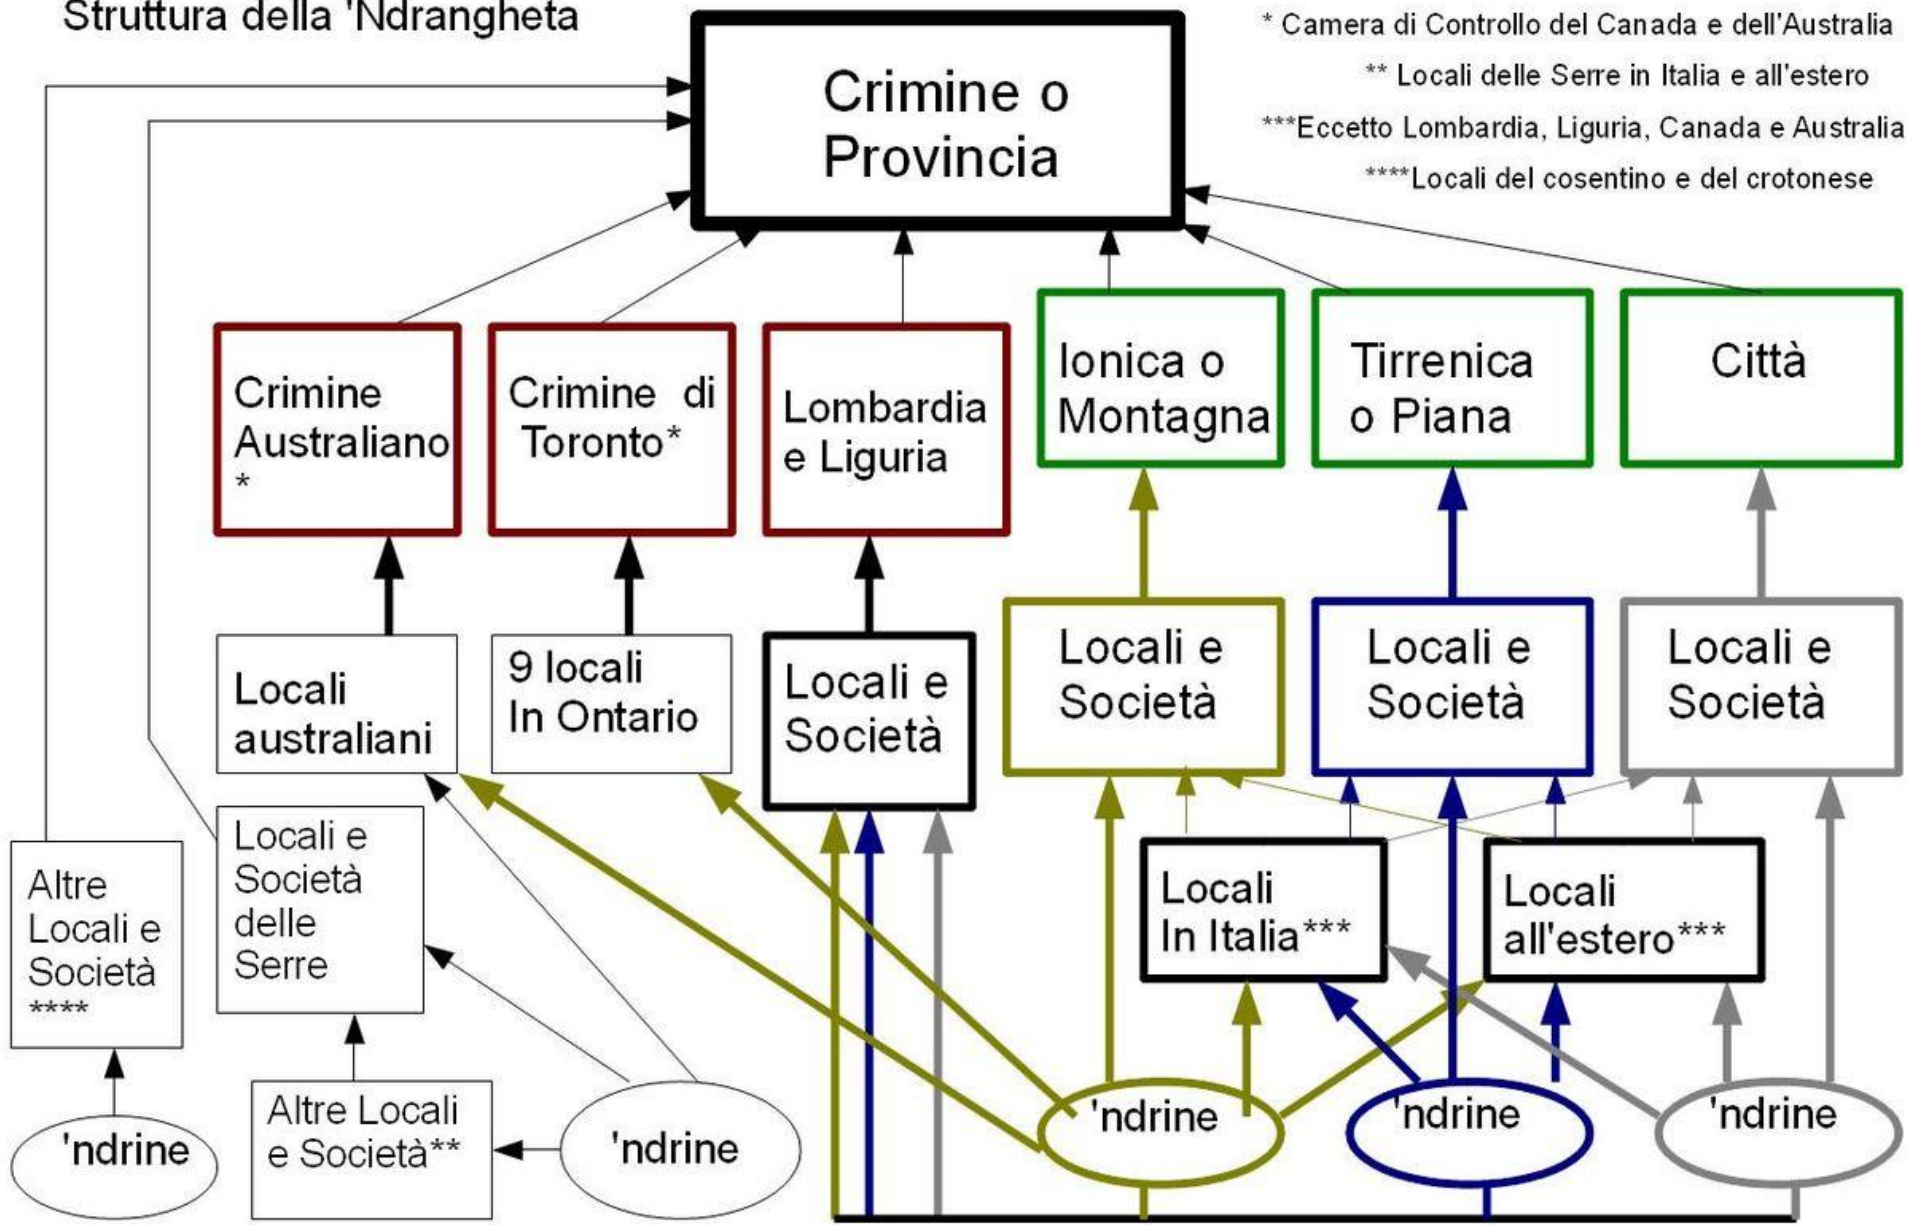 Struttura della 'Ndrangheta
* Camera di Controllo del Canada e dell'Australia
** Locali delle Serre in Italia e all'estero
***Eccetto Lombardia, Liguria, Canada e Australia
****Locali del cosentino e del crotonese
Crimine o
Provincia
Crimine
Australiano
*
Crimine di
Toronto*
Lombardia
e Liguria
Ionica o
Montagna
Tirrenica
o Piana
Città
Locali
australiani
9 locali
In Ontario
Locali e
Società
Locali e
Società
Locali e
Società
Locali e
Società
Altre
Locali e
Società
****
Locali e
Società
delle
Serre
Locali
In Italia***
Locali
all'estero***
'ndrine
Altre Locali
e Società**
'ndrine
'ndrine
'ndrine
'ndrine